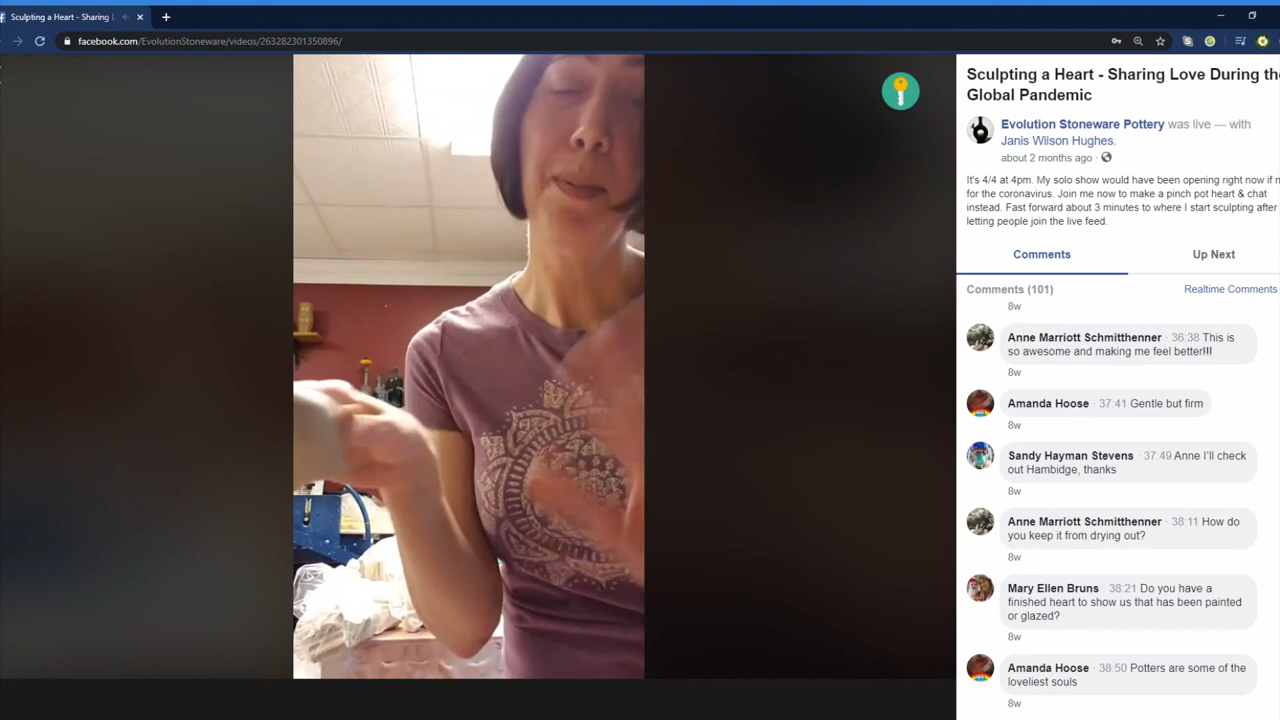 Sculpting a Heart - Sharing L
facebook.com/EvolutionStoneware/videos/263282301350896/
Sculpting a Heart - Sharing Love During the
Global Pandemic
Evolution Stoneware Pottery was live — with
Janis Wilson Hughes.
about 2 months ago
It's 4/4 at 4pm. My solo show would have been opening right now if n
for the coronavirus. Join me now to make a pinch pot heart & chat
instead. Fast forward about 3 minutes to where I start sculpting after
letting people join the live feed.
Comments
Up Next
Comments (101)
Realtime Comments
8w
Anne Marriott Schmitthenner · 36:38 This is
so awesome and making me feel better!!!
8w
Amanda Hoose · 37:41 Gentle but firm
8w
Sandy Hayman Stevens · 37:49 Anne I'll check
out Hambidge, thanks
8w
Anne Marriott Schmitthenner · 38:11 How do
you keep it from drying out?
8w
Mary Ellen Bruns · 38:21 Do you have a
finished heart to show us that has been painted
or glazed?
8w
Amanda Hoose · 38:50 Potters are some of the
loveliest souls
8w